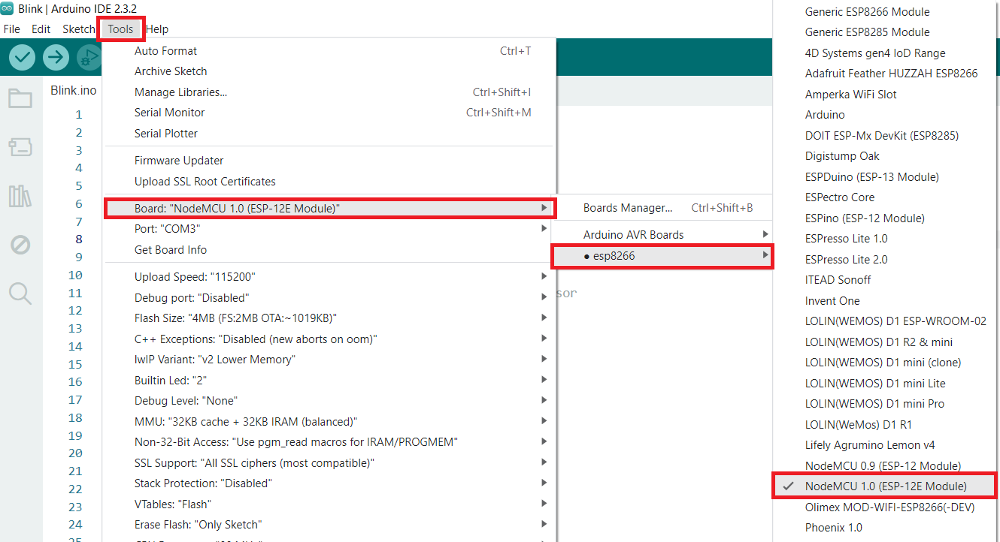 Blink | Arduino IDE 2.3.2
File Edit Sketch Tools Help
Blink.ino
1
2
3
4
5
6
7
8
9
10
11
12
13
14
15
16
17
18
19
20
21
22
23
24
25
Auto Format Ctrl+T
Archive Sketch
Manage Libraries... Ctrl+Shift+I
Serial Monitor Ctrl+Shift+M
Serial Plotter
Firmware Updater
Upload SSL Root Certificates
Board: "NodeMCU 1.0 (ESP-12E Module)"
Port: "COM3"
Get Board Info
Upload Speed: "115200"
Debug port: "Disabled"
Flash Size: "4MB (FS:2MB OTA:~1019KB)"
C++ Exceptions: "Disabled (new aborts on oom)"
lwIP Variant: "v2 Lower Memory"
Builtin Led: "2"
Debug Level: "None"
MMU: "32KB cache + 32KB IRAM (balanced)"
Non-32-Bit Access: "Use pgm_read macros for IRAM/PROGMEM"
SSL Support: "All SSL ciphers (most compatible)"
Stack Protection: "Disabled"
VTables: "Flash"
Erase Flash: "Only Sketch"
Boards Manager... Ctrl+Shift+B
Arduino AVR Boards
● esp8266
sor
Generic ESP8266 Module
Generic ESP8285 Module
4D Systems gen4 IoD Range
Adafruit Feather HUZZAH ESP8266
Amperka WiFi Slot
Arduino
DOIT ESP-Mx DevKit (ESP8285)
Digistump Oak
ESPDuino (ESP-13 Module)
ESPectro Core
ESPino (ESP-12 Module)
ESPresso Lite 1.0
ESPresso Lite 2.0
ITEAD Sonoff
Invent One
LOLIN(WEMOS) D1 ESP-WROOM-02
LOLIN(WEMOS) D1 R2 & mini
LOLIN(WEMOS) D1 mini (clone)
LOLIN(WEMOS) D1 mini Lite
LOLIN(WEMOS) D1 mini Pro
LOLIN(WeMos) D1 R1
Lifely Agrumino Lemon v4
NodeMCU 0.9 (ESP-12 Module)
NodeMCU 1.0 (ESP-12E Module)
Olimex MOD-WIFI-ESP8266(-DEV)
Phoenix 1.0